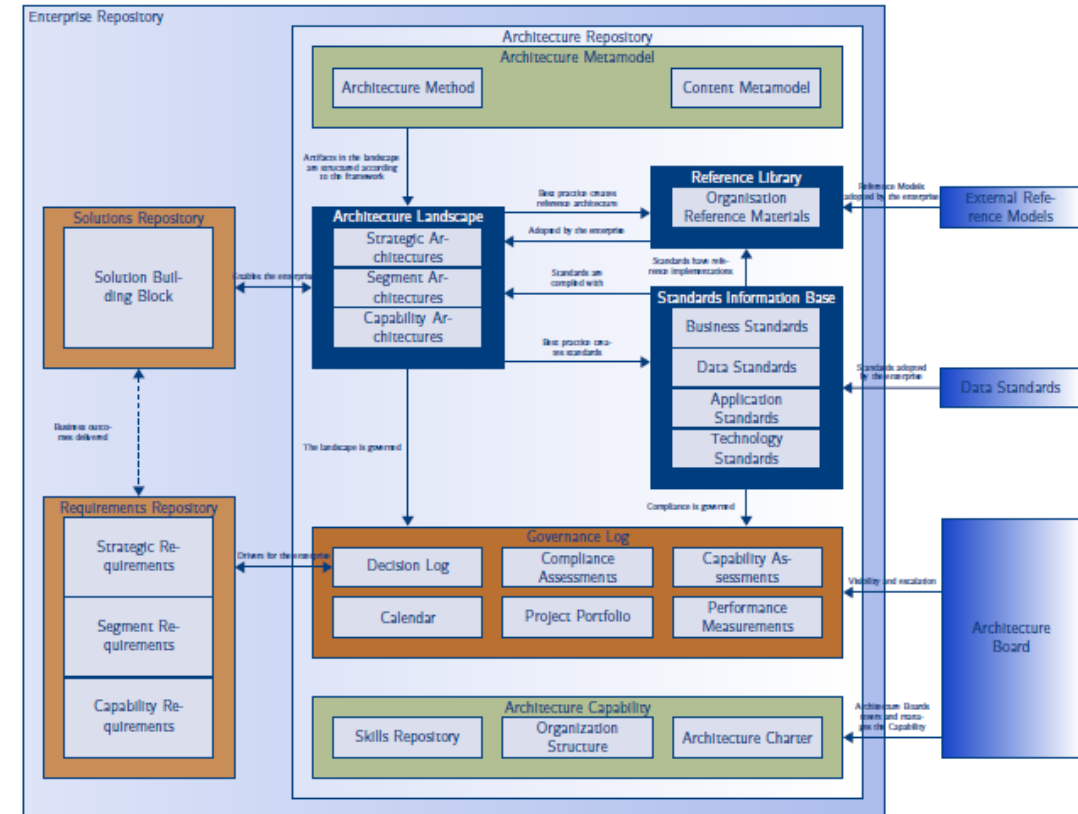 Enterprise Repository
Architecture Repository
Architecture Metamodel
Architecture Method
Content Metamodel
Artifacts in the landscape
are structured according
to the framework
Reference Library
Organisation
Reference Materials
Best practice creates
reference architecture
Reference Models
adopted by the enterprise
External Refe-
rence Models
Solutions Repository
Solution Buil-
ding Block
Enables the enterprise
Architecture Landscape
Strategic Ar-
chitectures
Segment Ar-
chitectures
Capability Ar-
chitectures
Adopted by the enterprise
Standards have refe-
rence implementations
Standards are
complied with
Standards Information Base
Business Standards
Data Standards
Application
Standards
Technology
Standards
Best practice crea-
tes standards
Standards adopted
by the enterprise
Data Standards
Business outco-
mes delivered
The landscape is governed
Compliance is governed
Requirements Repository
Strategic Re-
quirements
Segment Re-
quirements
Capability Re-
quirements
Drivers for the enterprise
Governance Log
Decision Log
Compliance
Assessments
Capability As-
sessments
Calendar
Project Portfolio
Performance
Measurements
Visibility and escalation
Architecture
Board
Architecture Capability
Skills Repository
Organization
Structure
Architecture Charter
Architecture Boards
and mana-
ges the Capability